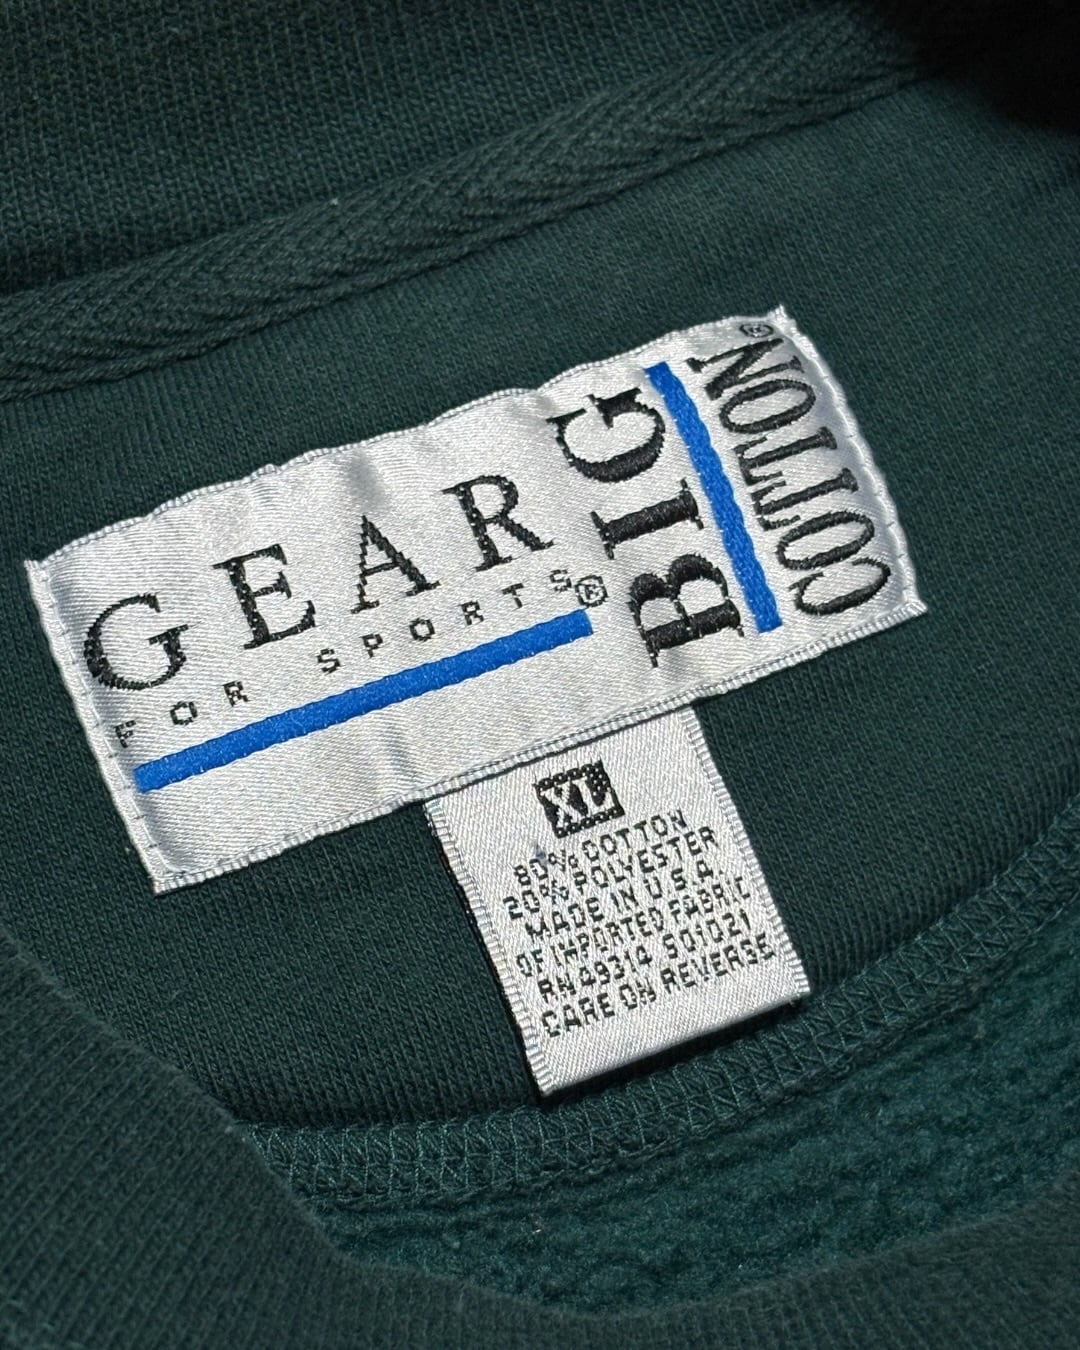 GEAR
FOR SPORTS®
BIG
COTTON®
XL
80% COTTON
20% POLYESTER
MADE IN U.S.A.
OF IMPORTED FABRIC
RN 49314 S01021
CARE ON REVERSE